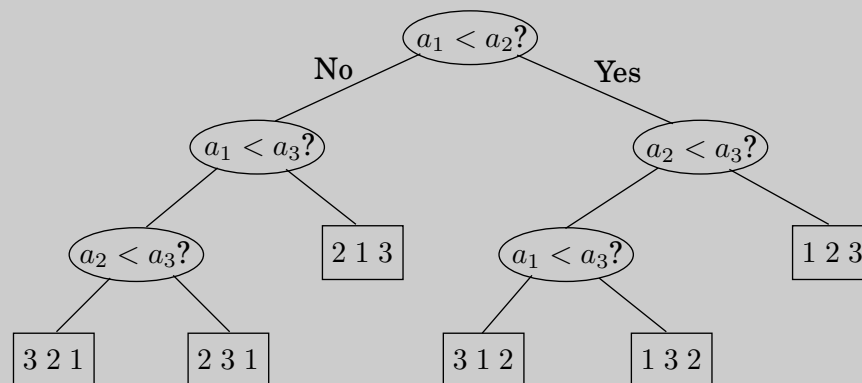 a₁ < a₂?
No Yes
a₁ < a₃? a₂ < a₃?
2 1 3 1 2 3
a₂ < a₃? a₁ < a₃?
3 2 1 2 3 1 3 1 2 1 3 2